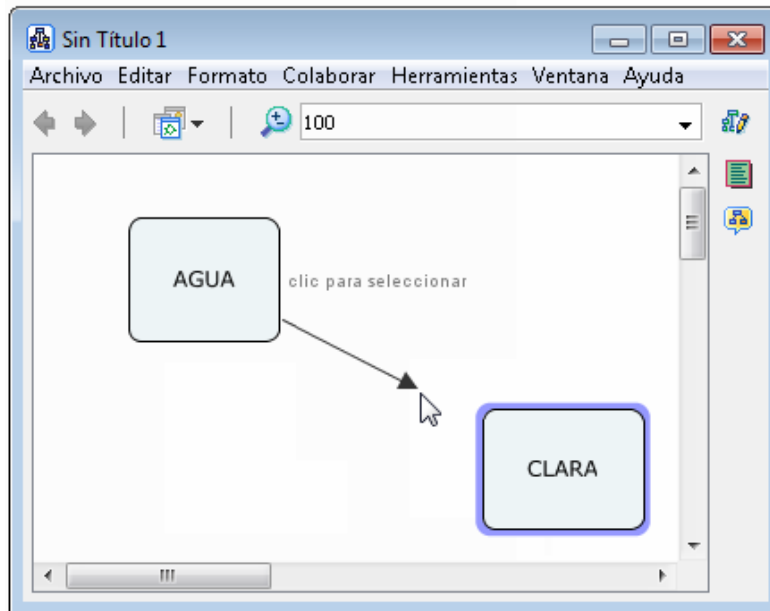 Sin Título 1
Archivo Editar Formato Colaborar Herramientas Ventana Ayuda
100
AGUA
clic para seleccionar
CLARA